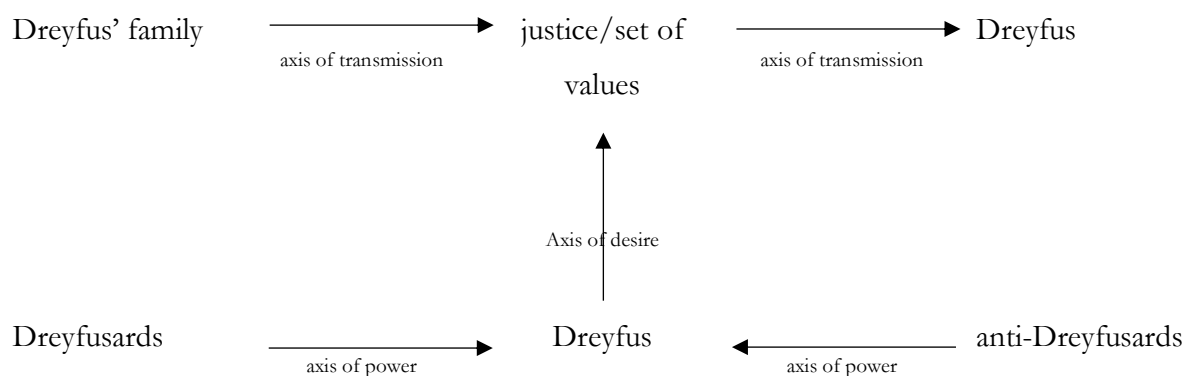 Dreyfus’ family
justice/set of
Dreyfus
axis of transmission
axis of transmission
values
Axis of desire
Dreyfusards
Dreyfus
anti-Dreyfusards
axis of power
axis of power